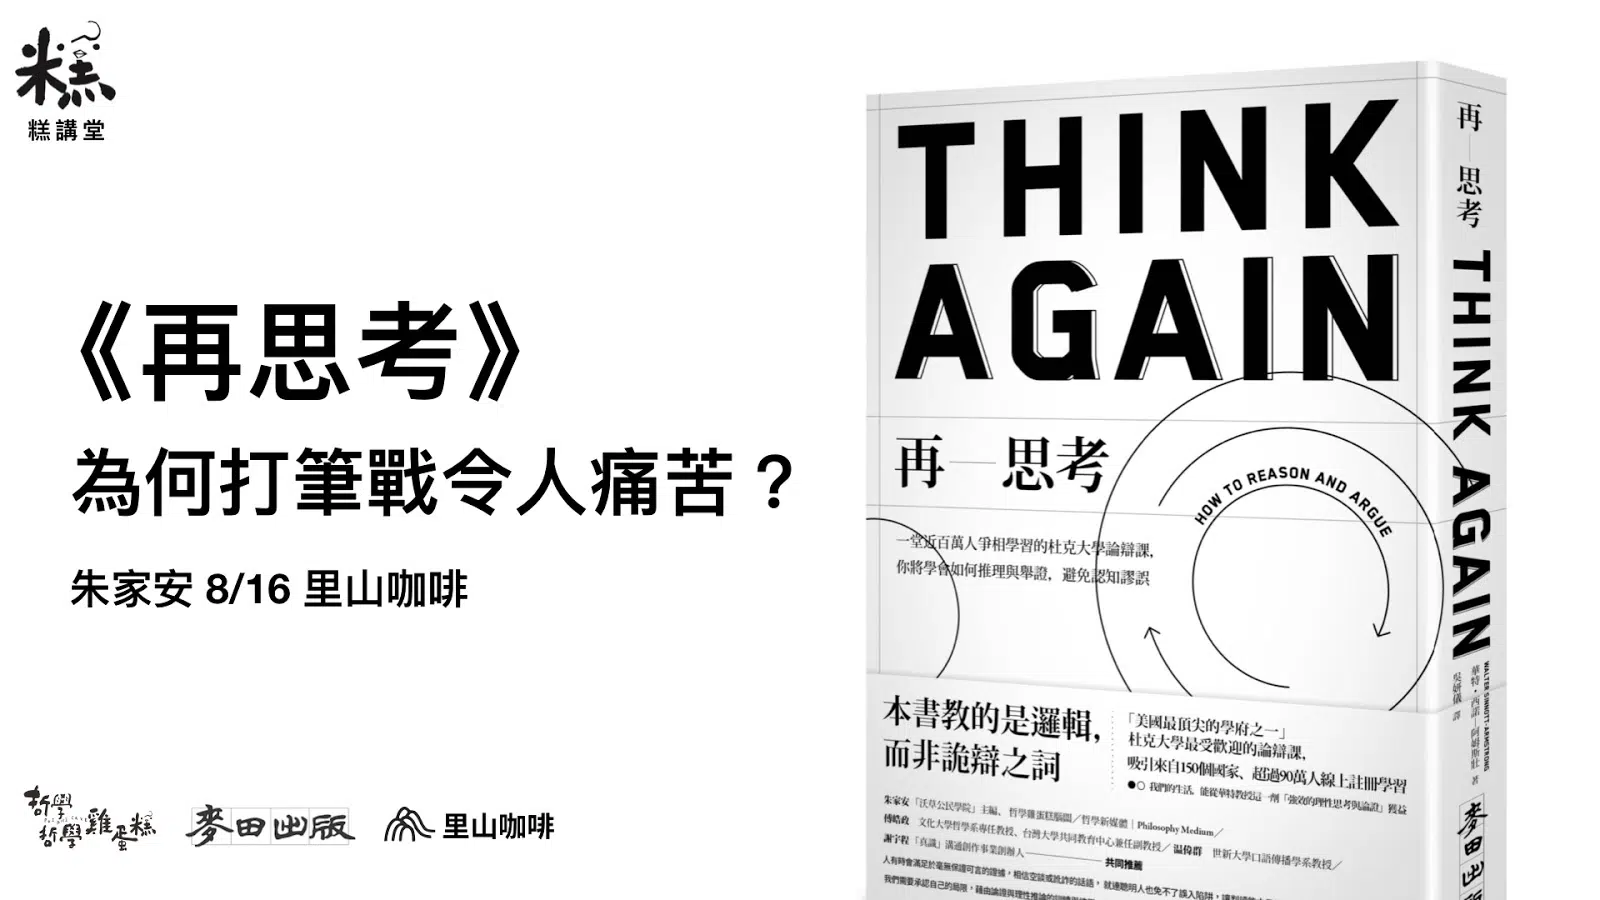 糕
糕講堂
《再思考》
為何打筆戰令人痛苦？
朱家安 8/16 里山咖啡
哲學
哲學雞蛋糕
麥田出版
里山咖啡
THINK
AGAIN
再—思考
HOW TO REASON AND ARGUE
一堂近百萬人爭相學習的杜克大學論辯課，
你將學會如何推理與舉證，避免認知謬誤
本書教的是邏輯，
而非詭辯之詞
「美國最頂尖的學府之一」
杜克大學最受歡迎的論辯課，
吸引來自150個國家、超過90萬人線上註冊學習
●○ 我們的生活，能從華特教授這一劑「強效的理性思考與論證」獲益
朱家安「沃草公民學院」主編、哲學雞蛋糕腦闆／哲學新媒體｜Philosophy Medium／
傅皓政 文化大學哲學系專任教授、台灣大學共同教育中心兼任副教授／溫偉群 世新大學口語傳播學系教授／
謝宇程「真識」溝通創作事業創辦人
共同推薦
人有時會滿足於毫無保證可言的證據，相信空談或詭詐的話語，就連聰明人也免不了誤入陷阱，
我們需要承認自己的侷限，藉由論證與理性推論的
再—思考
THINK AGAIN
WALTER SINNOTT-ARMSTRONG
華特・西諾—阿姆斯壯 著
吳妍儀 譯
麥田出版